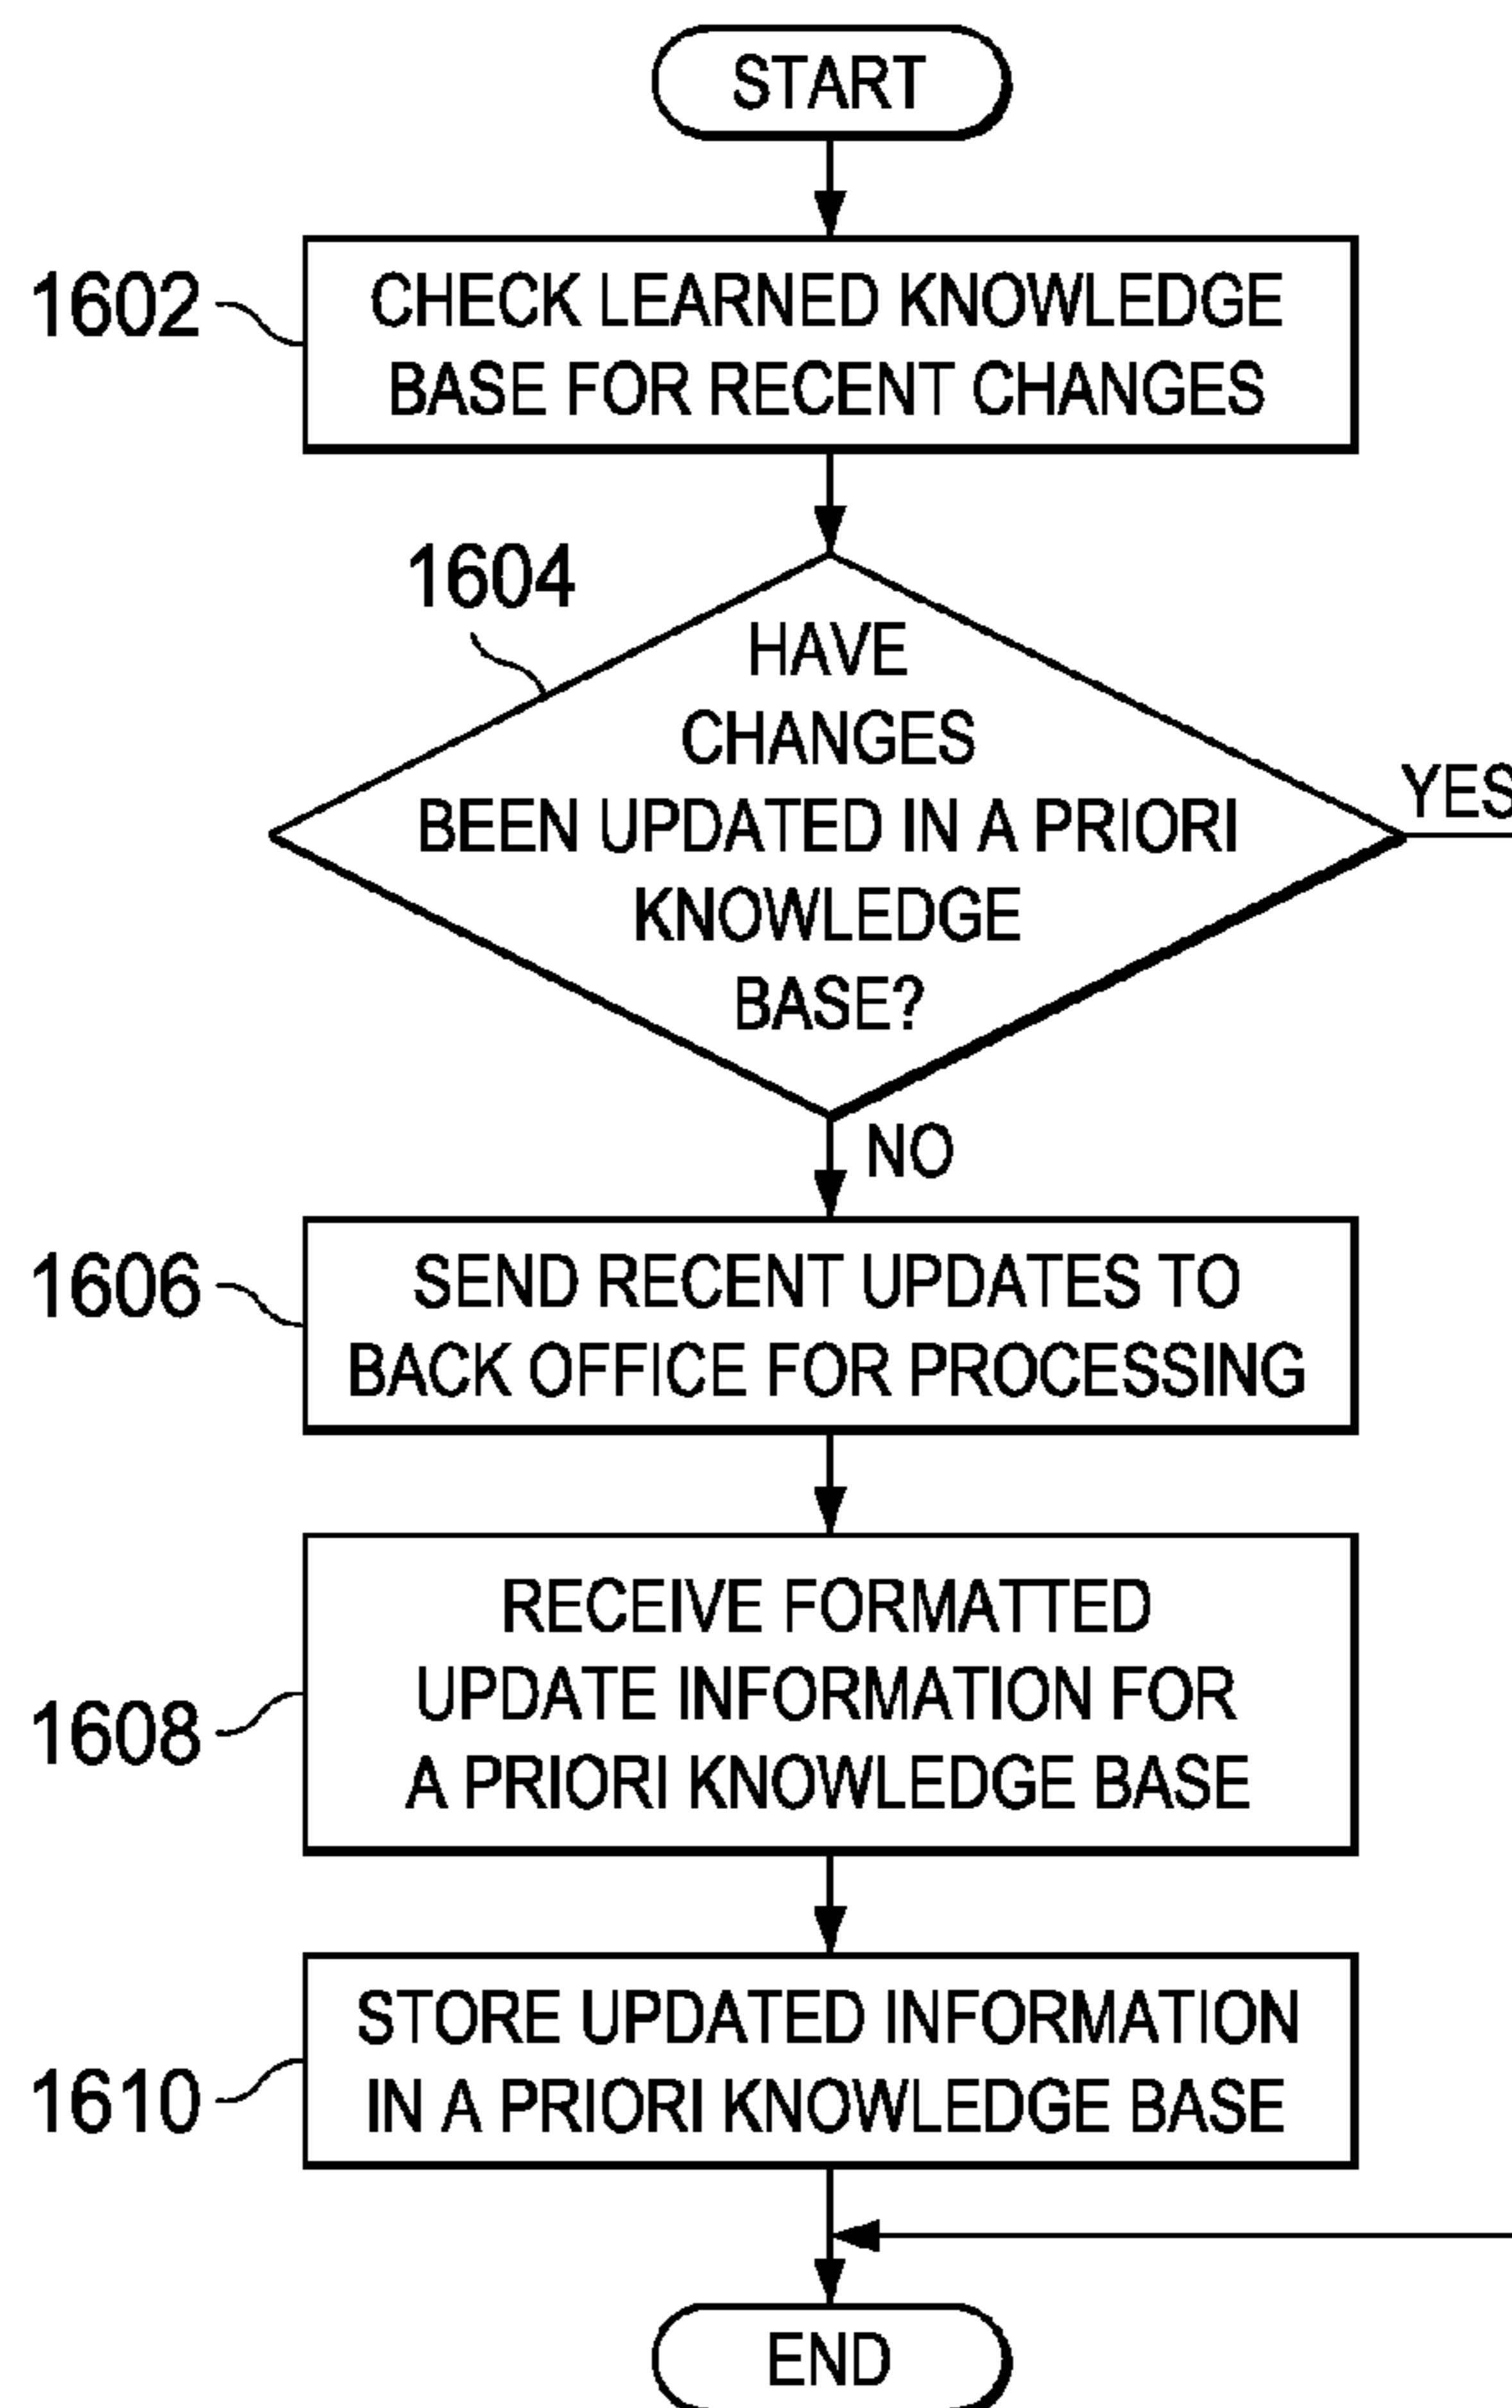 START
1602
CHECK LEARNED KNOWLEDGE
BASE FOR RECENT CHANGES
1604
HAVE
CHANGES
BEEN UPDATED IN A PRIORI
KNOWLEDGE
BASE?
YES
NO
1606
SEND RECENT UPDATES TO
BACK OFFICE FOR PROCESSING
1608
RECEIVE FORMATTED
UPDATE INFORMATION FOR
A PRIORI KNOWLEDGE BASE
1610
STORE UPDATED INFORMATION
IN A PRIORI KNOWLEDGE BASE
END